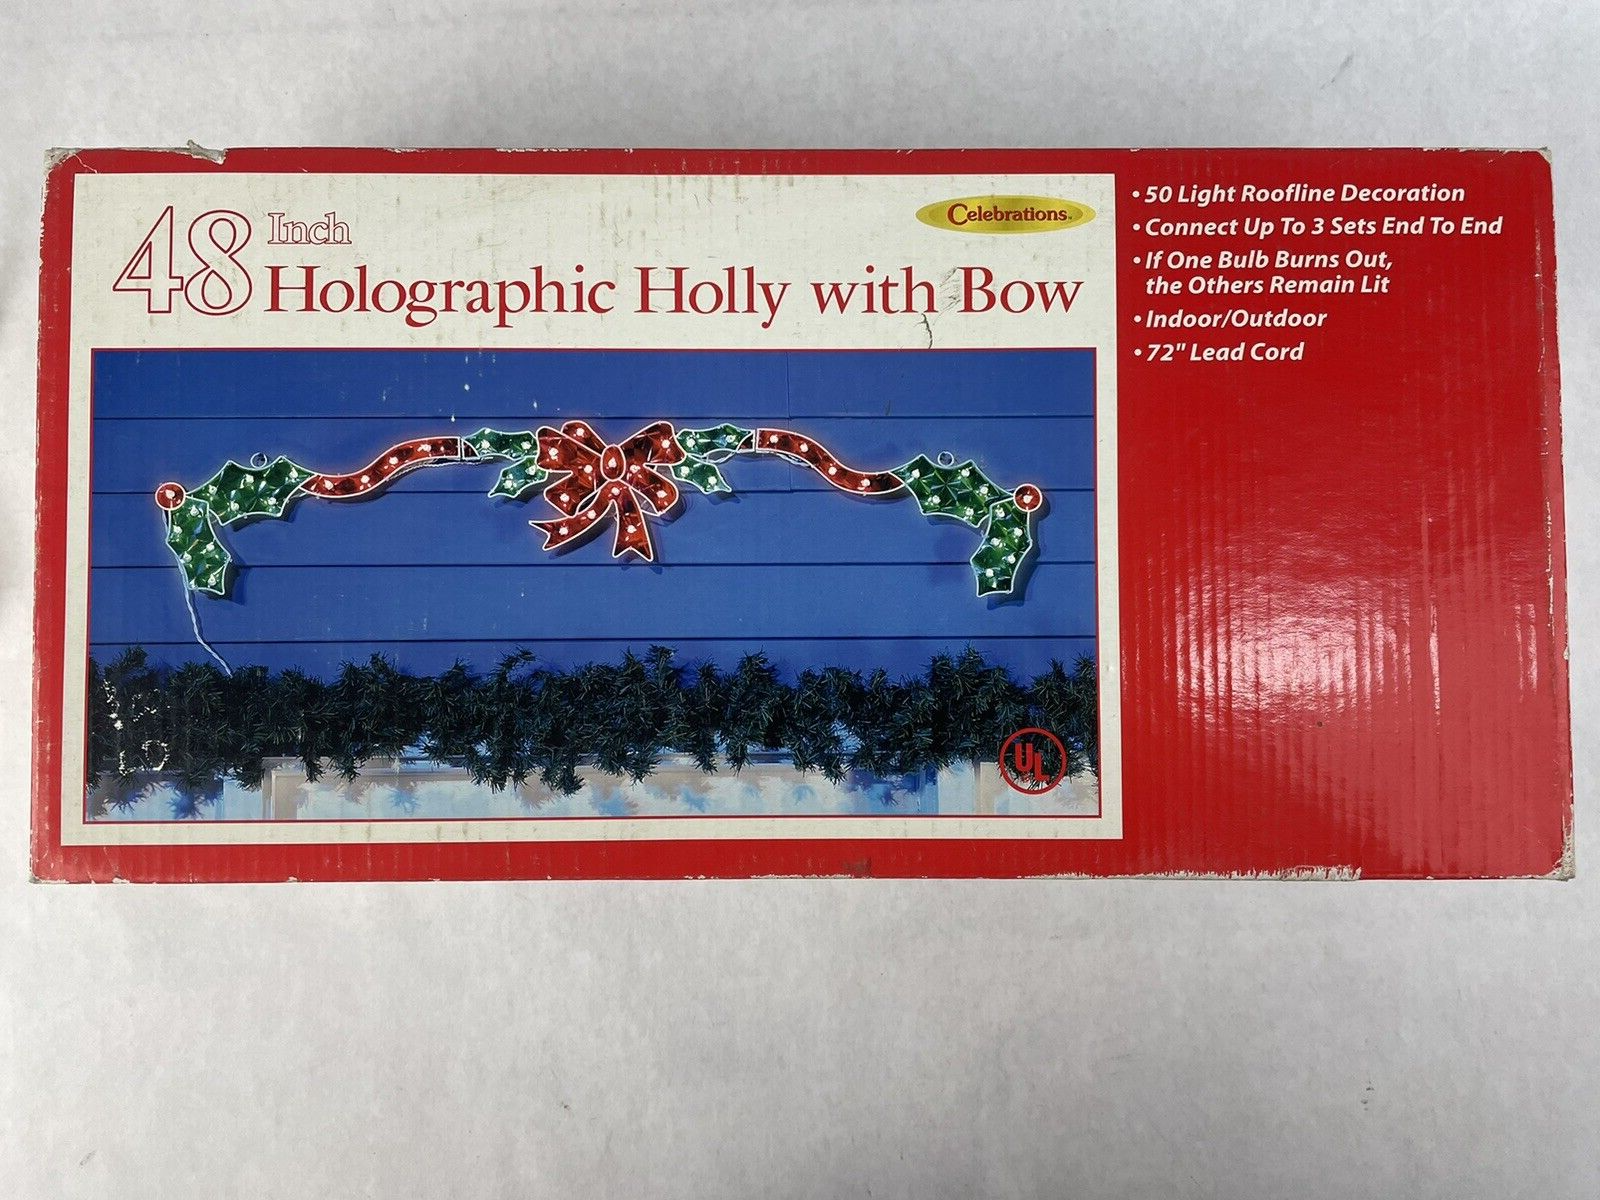 48 Inch
Holographic Holly with Bow
Celebrations™
• 50 Light Roofline Decoration
• Connect Up To 3 Sets End To End
• If One Bulb Burns Out,
the Others Remain Lit
• Indoor/Outdoor
• 72" Lead Cord
UL